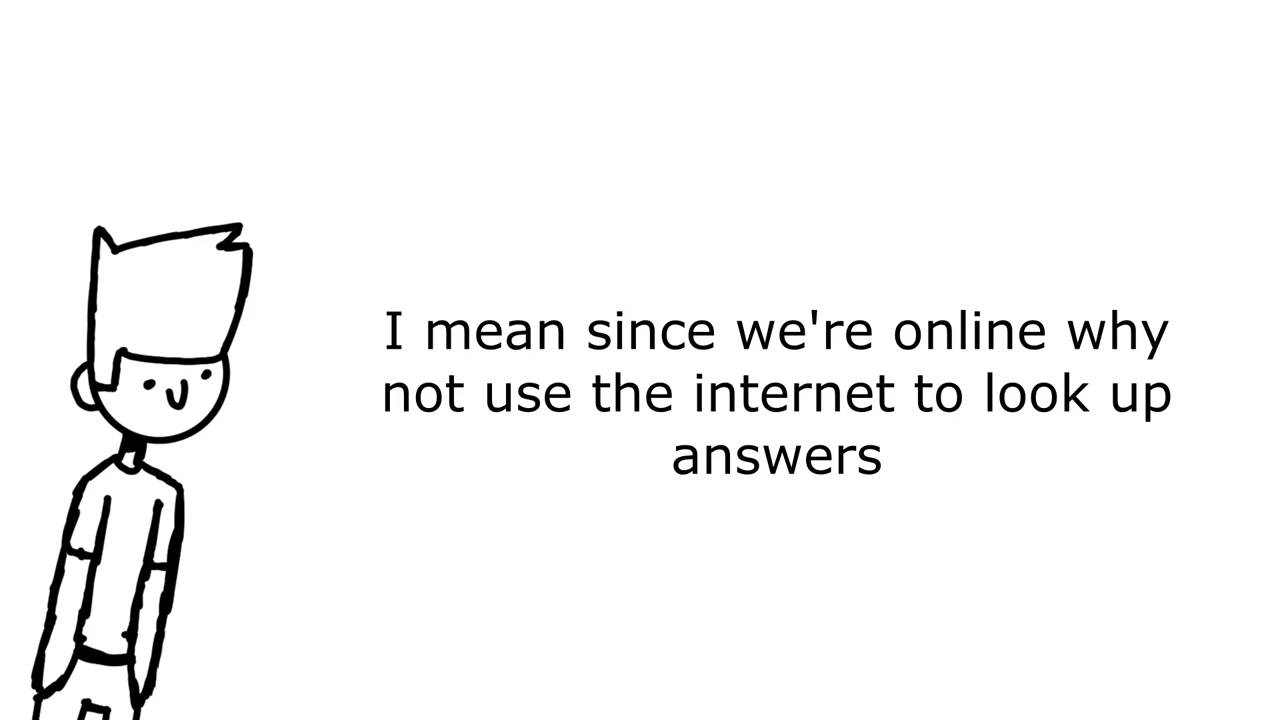 I mean since we're online why
not use the internet to look up
answers